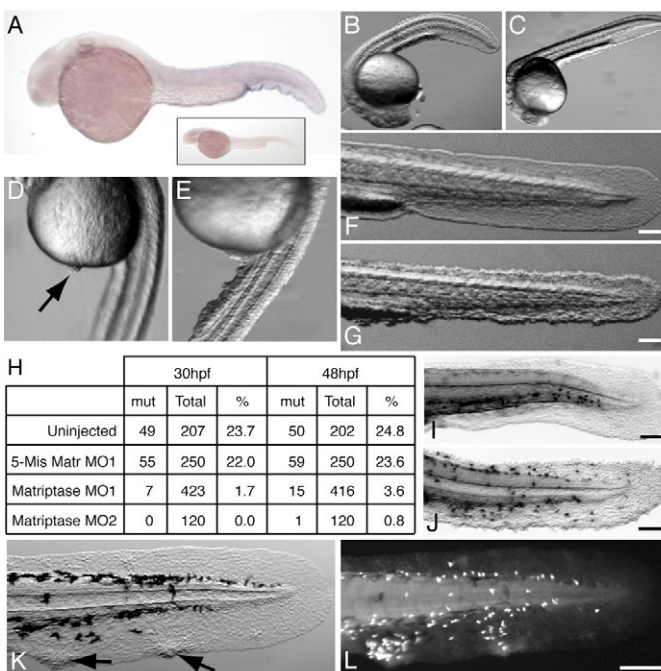 A
B
C
D
E
F
G
H
30hpf 48hpf
mut Total % mut Total %
Uninjected 49 207 23.7 50 202 24.8
5-Mis Matr MO1 55 250 22.0 59 250 23.6
Matriptase MO1 7 423 1.7 15 416 3.6
Matriptase MO2 0 120 0.0 1 120 0.8
I
J
K
L